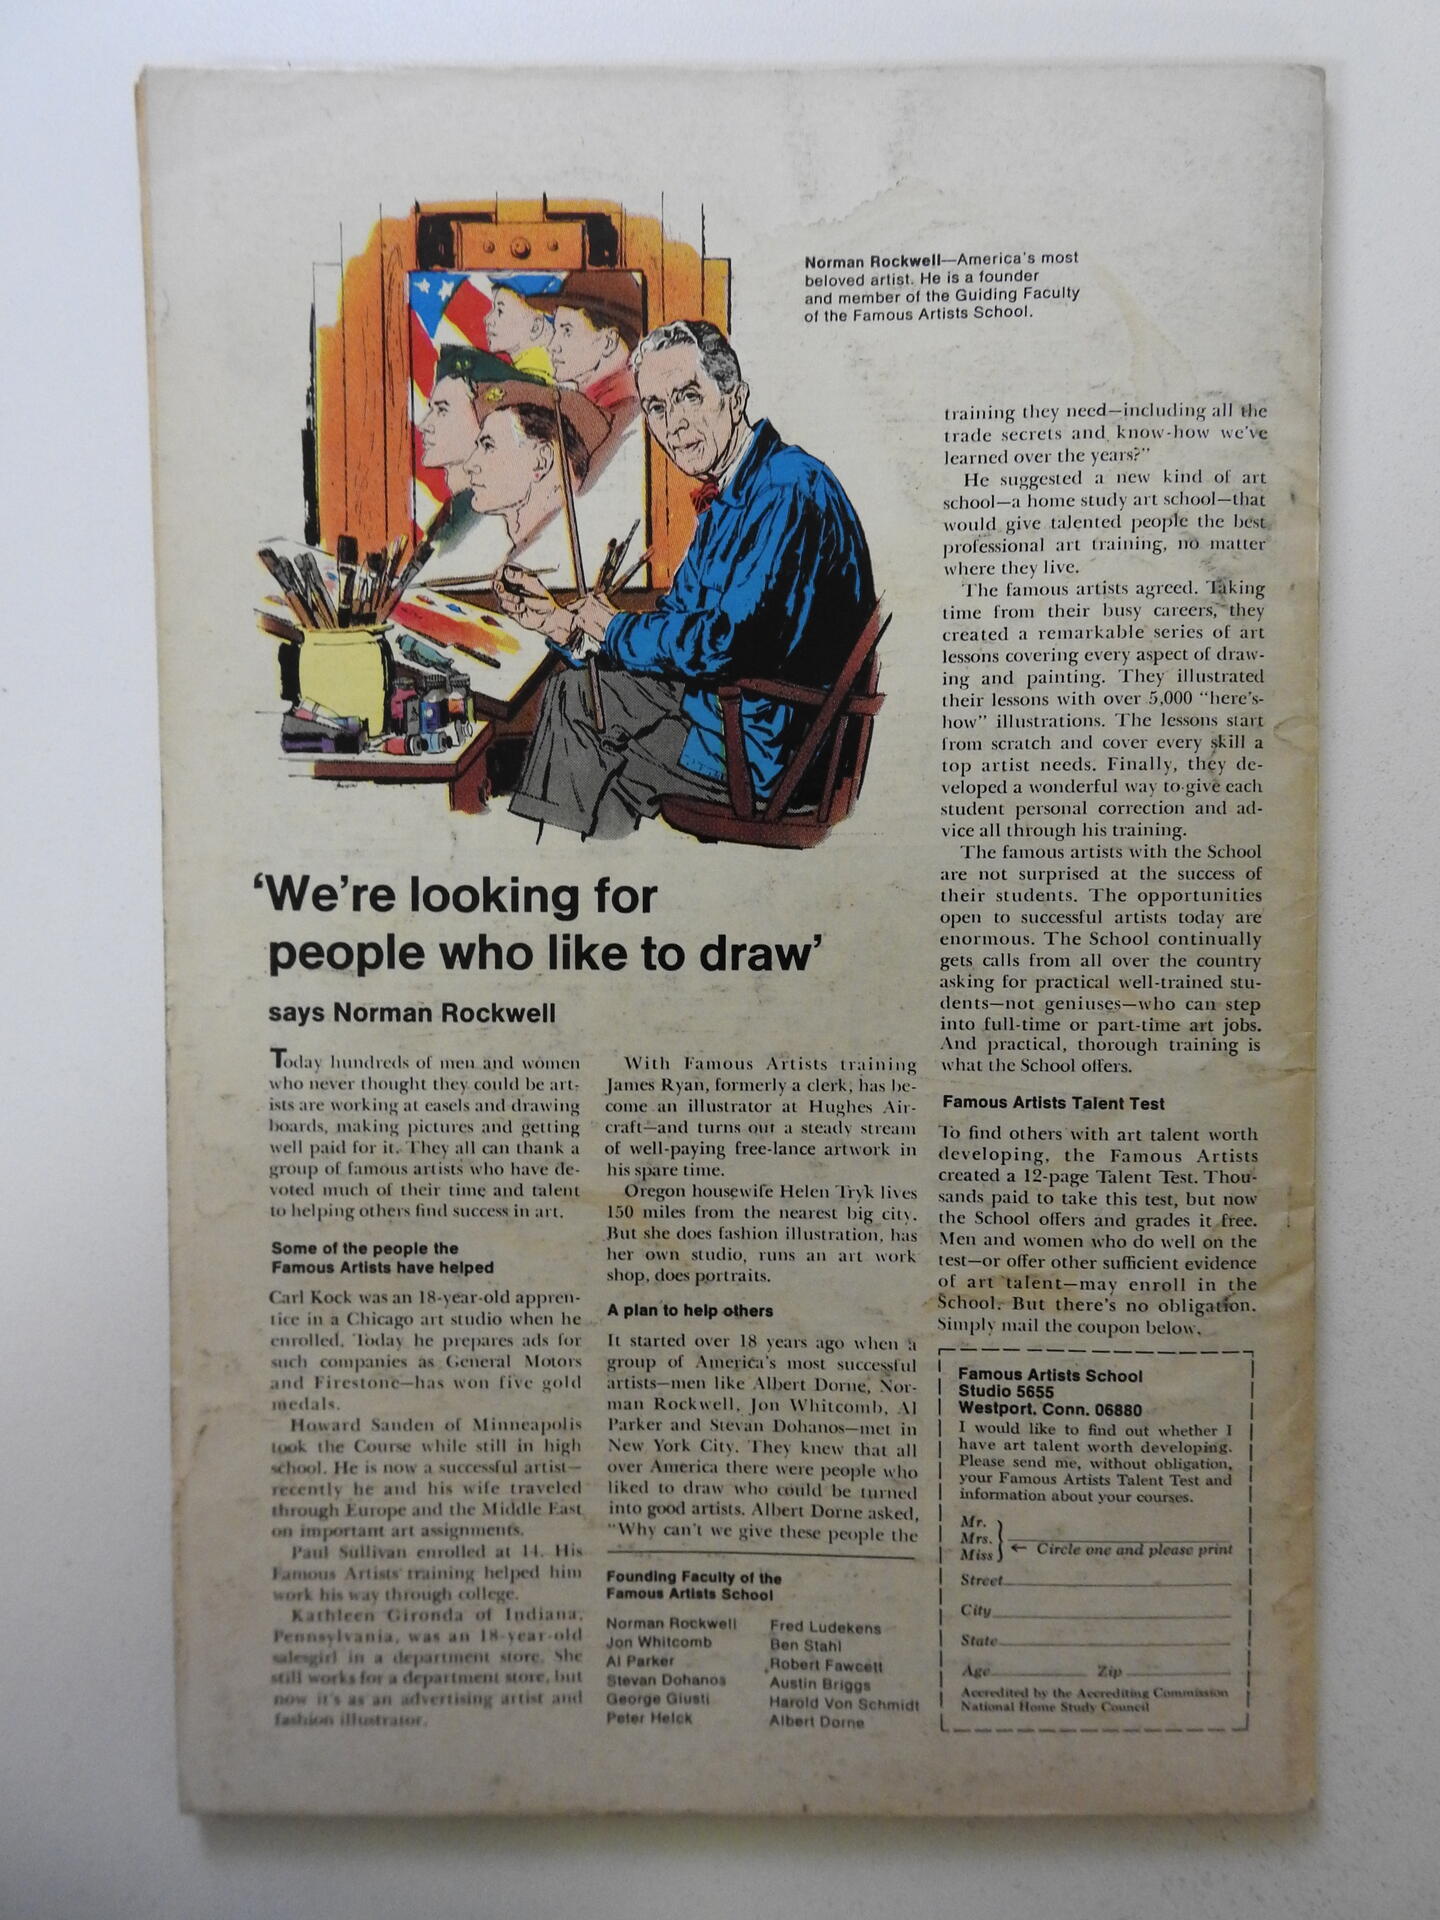 Norman Rockwell—America's most
beloved artist. He is a founder
and member of the Guiding Faculty
of the Famous Artists School.
'We're looking for
people who like to draw'
says Norman Rockwell
Today hundreds of men and women
who never thought they could be art-
ists are working at easels and drawing
boards, making pictures and getting
well paid for it. They all can thank a
group of famous artists who have de-
voted much of their time and talent
to helping others find success in art.
Some of the people the
Famous Artists have helped
Carl Kock was an 18-year-old appren-
tice in a Chicago art studio when he
enrolled. Today he prepares ads for
such companies as General Motors
and Firestone—has won five gold
medals.
Howard Sanden of Minneapolis
took the Course while still in high
school. He is now a successful artist—
recently he and his wife traveled
through Europe and the Middle East
on important art assignments.
Paul Sullivan enrolled at 14. His
Famous Artists training helped him
work his way through college.
Kathleen Gironda of Indiana,
Pennsylvania, was an 18-year-old
salesgirl in a department store. She
still works for a department store, but
now it's as an advertising artist and
fashion illustrator.
With Famous Artists training
James Ryan, formerly a clerk, has be-
come an illustrator at Hughes Air-
craft—and turns out a steady stream
of well-paying free-lance artwork in
his spare time.
Oregon housewife Helen Tryk lives
150 miles from the nearest big city.
But she does fashion illustration, has
her own studio, runs an art work
shop, does portraits.
A plan to help others
It started over 18 years ago when a
group of America's most successful
artists—men like Albert Dorne, Nor-
man Rockwell, Jon Whitcomb, Al
Parker and Stevan Dohanos—met in
New York City. They knew that all
over America there were people who
liked to draw who could be turned
into good artists. Albert Dorne asked,
"Why can't we give these people the
Founding Faculty of the
Famous Artists School
Norman Rockwell
Jon Whitcomb
Al Parker
Stevan Dohanos
George Giusti
Peter Helck
Fred Ludekens
Ben Stahl
Robert Fawcett
Austin Briggs
Harold Von Schmidt
Albert Dorne
training they need—including all the
trade secrets and know-how we've
learned over the years?"
He suggested a new kind of art
school—a home study art school—that
would give talented people the best
professional art training, no matter
where they live.
The famous artists agreed. Taking
time from their busy careers, they
created a remarkable series of art
lessons covering every aspect of draw-
ing and painting. They illustrated
their lessons with over 5,000 "here's-
how" illustrations. The lessons start
from scratch and cover every skill a
top artist needs. Finally, they de-
veloped a wonderful way to give each
student personal correction and ad-
vice all through his training.
The famous artists with the School
are not surprised at the success of
their students. The opportunities
open to successful artists today are
enormous. The School continually
gets calls from all over the country
asking for practical well-trained stu-
dents—not geniuses—who can step
into full-time or part-time art jobs.
And practical, thorough training is
what the School offers.
Famous Artists Talent Test
To find others with art talent worth
developing, the Famous Artists
created a 12-page Talent Test. Thou-
sands paid to take this test, but now
the School offers and grades it free.
Men and women who do well on the
test—or offer other sufficient evidence
of art talent—may enroll in the
School. But there's no obligation.
Simply mail the coupon below.
Famous Artists School
Studio 5655
Westport, Conn. 06880
I would like to find out whether I
have art talent worth developing.
Please send me, without obligation,
your Famous Artists Talent Test and
information about your courses.
Mr.
Mrs.
Miss
← Circle one and please print
Street
City
State
Age Zip
Accredited by the Accrediting Commission
National Home Study Council